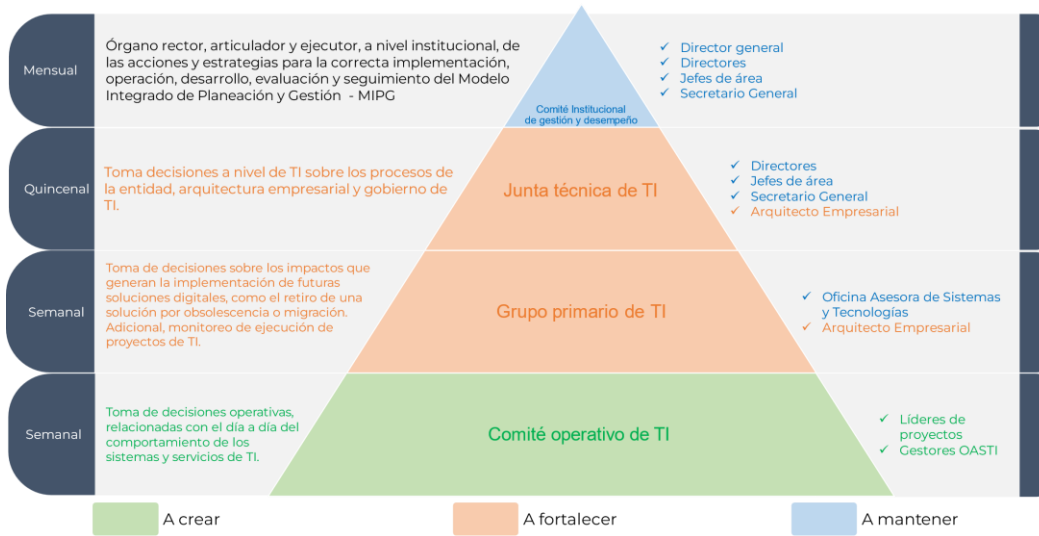 Mensual
Órgano rector, articulador y ejecutor, a nivel institucional, de
las acciones y estrategias para la correcta implementación,
operación, desarrollo, evaluación y seguimiento del Modelo
Integrado de Planeación y Gestión - MIPG
Comité Institucional
de gestión y desempeño
✓ Director general
✓ Directores
✓ Jefes de área
✓ Secretario General
Quincenal
Toma decisiones a nivel de TI sobre los procesos de
la entidad, arquitectura empresarial y gobierno de
TI.
Junta técnica de TI
✓ Directores
✓ Jefes de área
✓ Secretario General
✓ Arquitecto Empresarial
Semanal
Toma de decisiones sobre los impactos que
generan la implementación de futuras
soluciones digitales, como el retiro de una
solución por obsolescencia o migración.
Adicional, monitoreo de ejecución de
proyectos de TI.
Grupo primario de TI
✓ Oficina Asesora de Sistemas
y Tecnologías
✓ Arquitecto Empresarial
Semanal
Toma de decisiones operativas,
relacionadas con el día a día del
comportamiento de los
sistemas y servicios de TI.
Comité operativo de TI
✓ Líderes de
proyectos
✓ Gestores OASTI
A crear
A fortalecer
A mantener